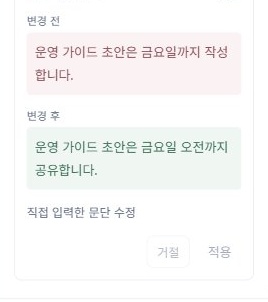 변경 전
운영 가이드 초안은 금요일까지 작성
합니다.
변경 후
운영 가이드 초안은 금요일 오전까지
공유합니다.
직접 입력한 문단 수정
거절 적용